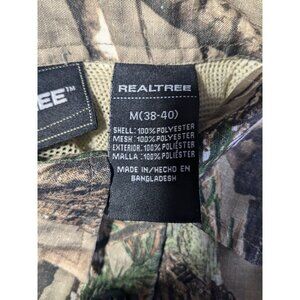 REALTREE
M(38-40)
SHELL: 100% POLYESTER
MESH: 100% POLYESTER
EXTERIOR: 100% POLIÉSTER
MALLA: 100% POLIÉSTER
MADE IN/HECHO EN
BANGLADESH
REE™